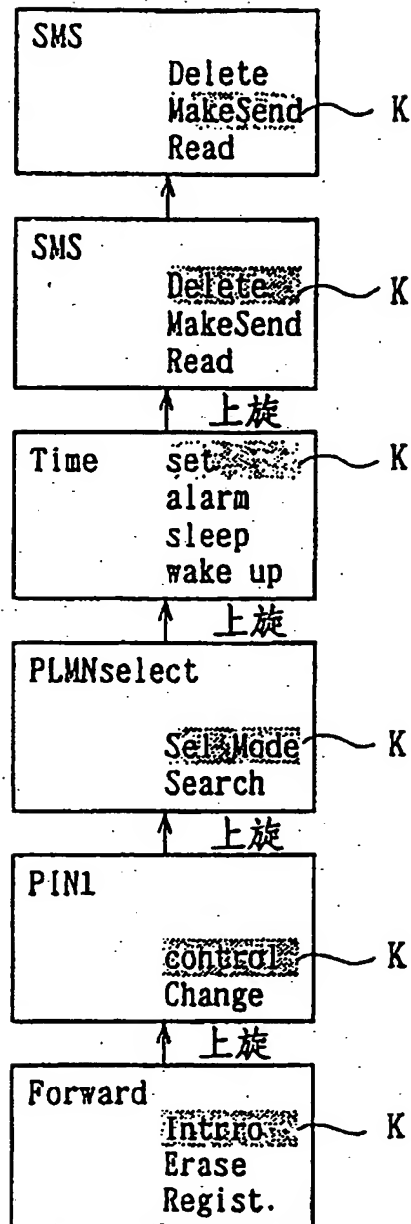 SMS
Delete
MakeSend K
Read
SMS
Delete K
MakeSend
Read
上旋
Time set K
alarm
sleep
wake up
上旋
PLMNselect
Sel Mode K
Search
上旋
PIN1
control K
Change
上旋
Forward
Intrro K
Erase
Regist.